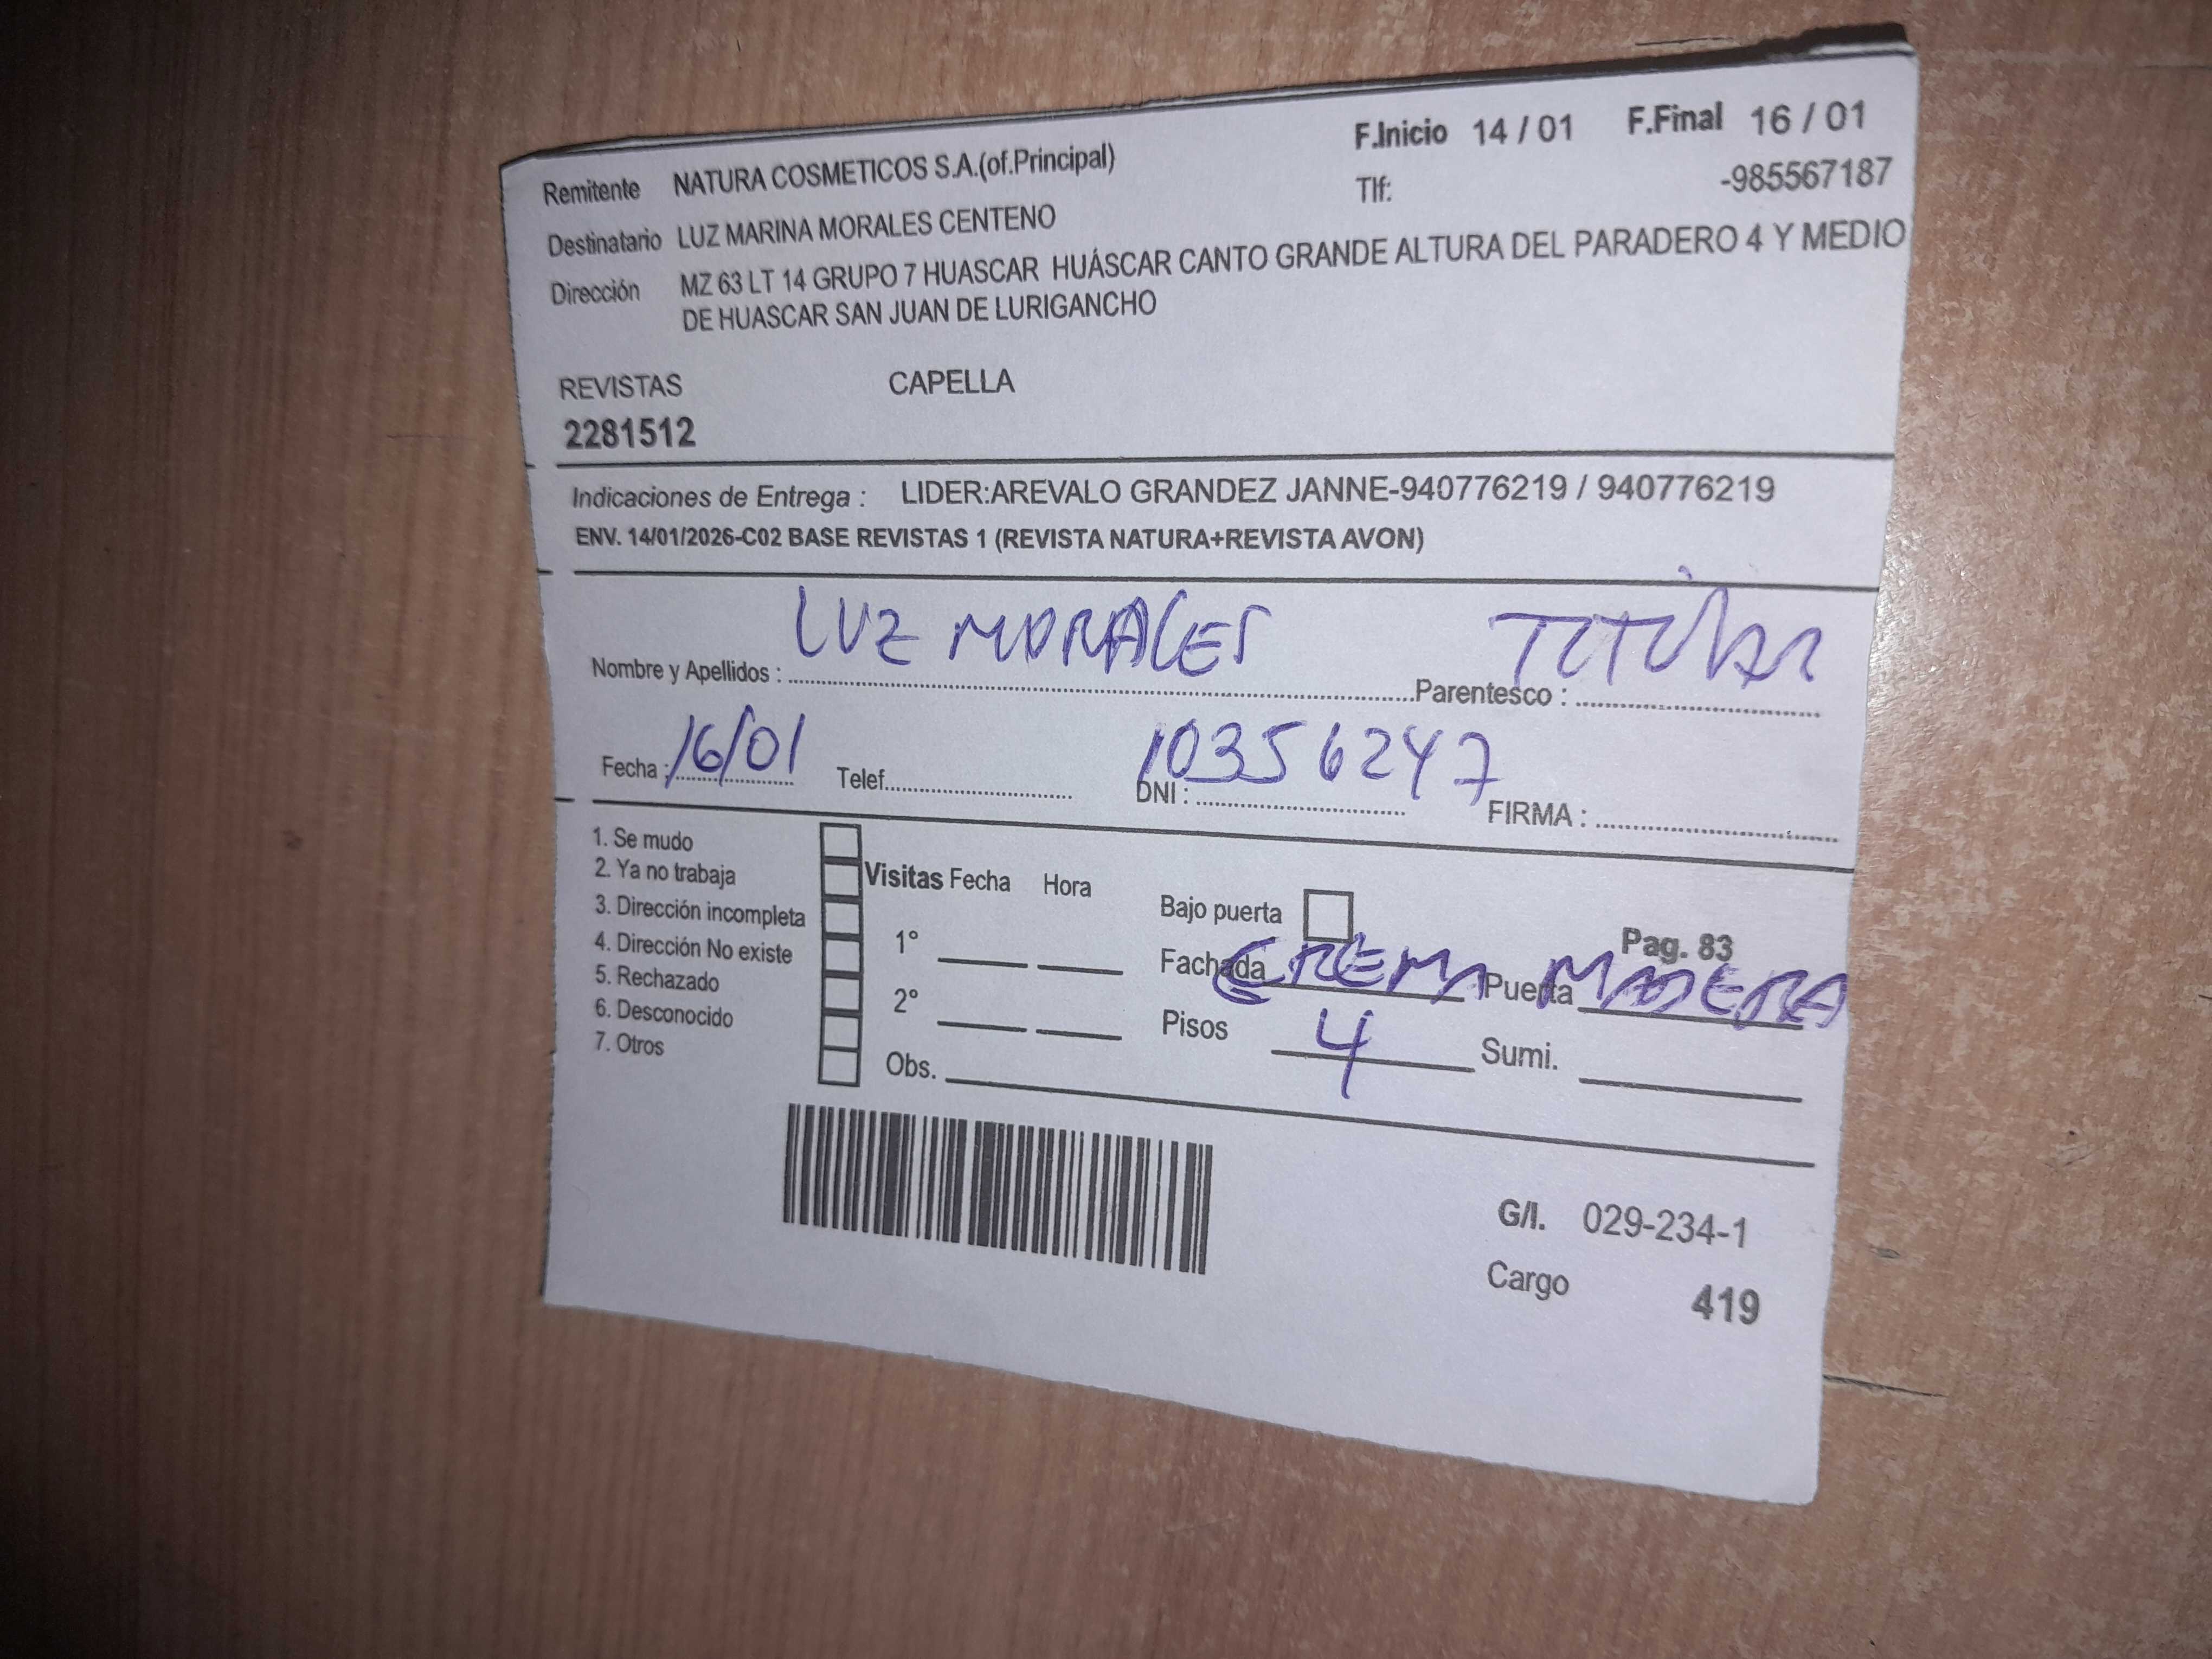 F.Inicio 14 / 01 F.Final 16 / 01
Remitente NATURA COSMETICOS S.A.(of.Principal) Tlf: -985567187
Destinatario LUZ MARINA MORALES CENTENO
Dirección MZ 63 LT 14 GRUPO 7 HUASCAR HUÁSCAR CANTO GRANDE ALTURA DEL PARADERO 4 Y MEDIO
DE HUASCAR SAN JUAN DE LURIGANCHO
REVISTAS CAPELLA
2281512
Indicaciones de Entrega : LIDER:AREVALO GRANDEZ JANNE-940776219 / 940776219
ENV. 14/01/2026-C02 BASE REVISTAS 1 (REVISTA NATURA+REVISTA AVON)
Nombre y Apellidos : LUZ MORALES Parentesco : TITULAR
Fecha : 16/01 Telef. DNI : 10356247 FIRMA :
1. Se mudo
2. Ya no trabaja Visitas Fecha Hora
3. Dirección incompleta Bajo puerta
4. Dirección No existe 1° Pag. 83
5. Rechazado Fachada CREMA Puerta MADERA
6. Desconocido 2° Pisos 4 Sumi.
7. Otros Obs.
G/I. 029-234-1
Cargo 419